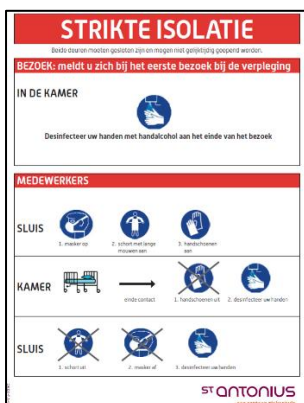 STRIKTE ISOLATIE
Beide deuren moeten gesloten zijn en mogen niet gelijktijdig geopend worden.
BEZOEK: meldt u zich bij het eerste bezoek bij de verpleging
IN DE KAMER
Desinfecteer uw handen met handalcohol aan het einde van het bezoek
MEDEWERKERS
SLUIS
1. masker op
2. schort met lange
mouwen aan
3. handschoenen
aan
KAMER
einde contact
1. handschoenen uit
2. desinfecteer uw handen
SLUIS
1. schort uit
2. masker af
3. desinfecteer uw handen
ST ANTONIUS